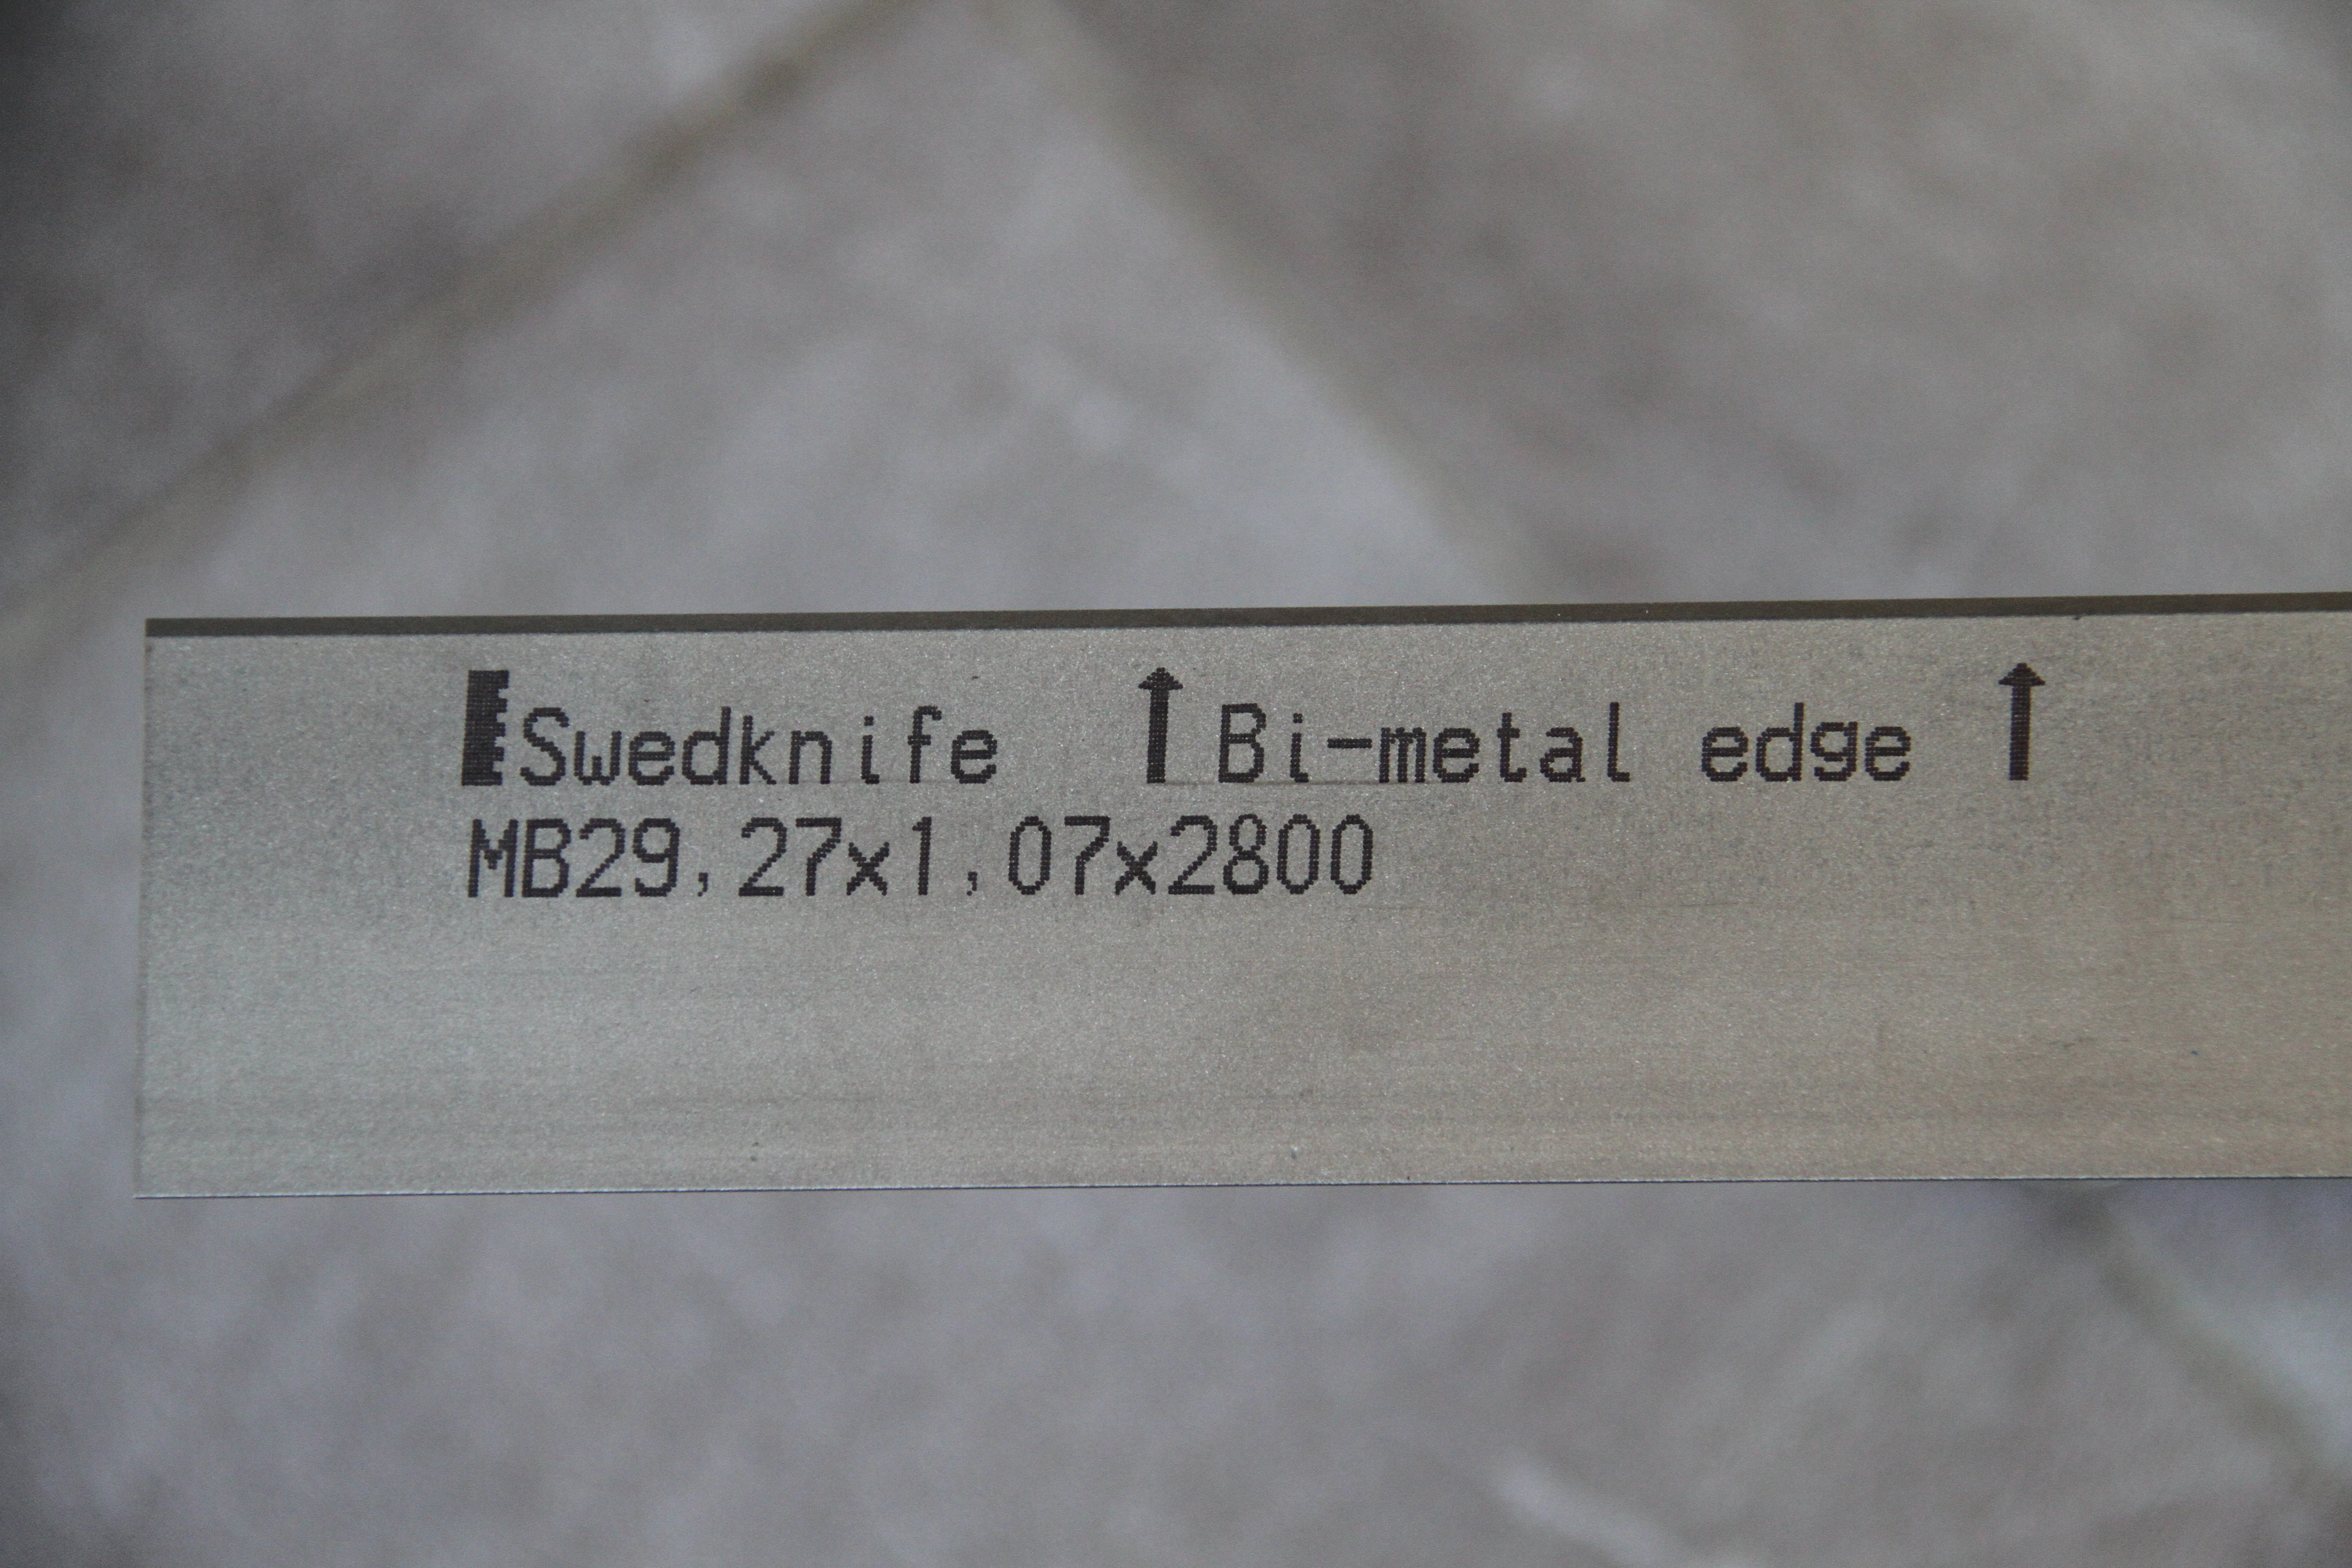 Swedknife ↑ Bi-metal edge ↑
MB29,27x1,07x2800